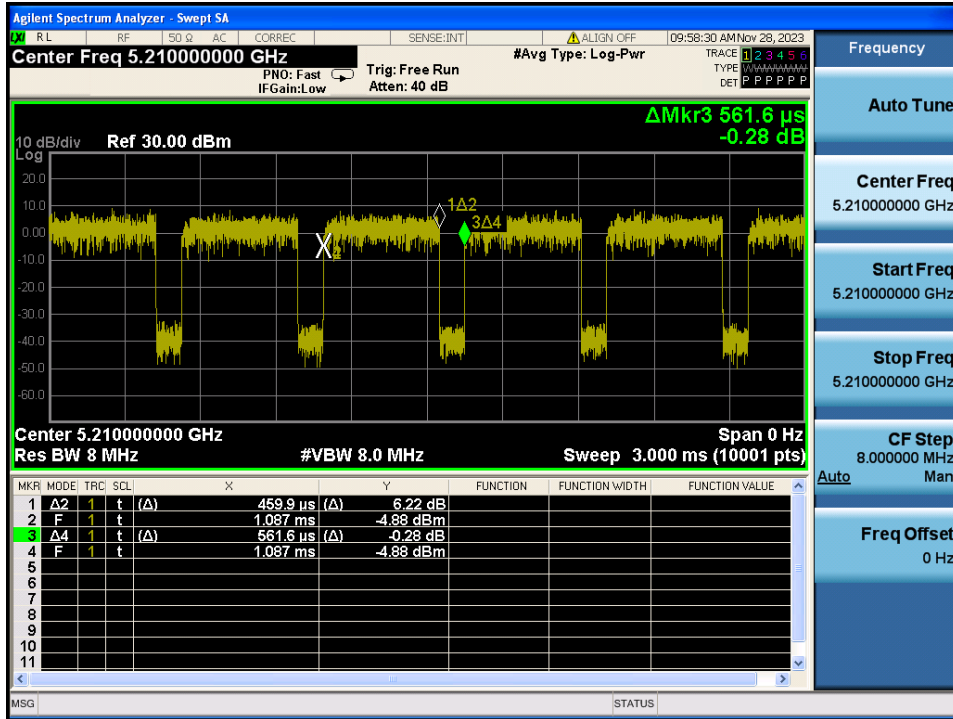 Agilent Spectrum Analyzer - Swept SA
LXI RL RF 50 Ω AC CORREC SENSE:INT ALIGN OFF 09:58:30 AM Nov 28, 2023
Center Freq 5.210000000 GHz
PNO: Fast
IFGain:Low
Trig: Free Run
Atten: 40 dB
#Avg Type: Log-Pwr
TRACE 1 2 3 4 5 6
TYPE WWWWWW
DET P P P P P P
ΔMkr3 561.6 µs
-0.28 dB
10 dB/div Ref 30.00 dBm
Log
20.0
10.0
0.00
-10.0
-20.0
-30.0
-40.0
-50.0
-60.0
1Δ2
3Δ4
X
Center 5.210000000 GHz Span 0 Hz
Res BW 8 MHz #VBW 8.0 MHz Sweep 3.000 ms (10001 pts)
MKR MODE TRC SCL X Y FUNCTION FUNCTION WIDTH FUNCTION VALUE
1 Δ2 1 t (Δ) 459.9 µs (Δ) 6.22 dB
2 F 1 t 1.087 ms -4.88 dBm
3 Δ4 1 t (Δ) 561.6 µs (Δ) -0.28 dB
4 F 1 t 1.087 ms -4.88 dBm
5
6
7
8
9
10
11
MSG STATUS
Frequency
Auto Tune
Center Freq
5.210000000 GHz
Start Freq
5.210000000 GHz
Stop Freq
5.210000000 GHz
CF Step
8.000000 MHz
Auto Man
Freq Offset
0 Hz